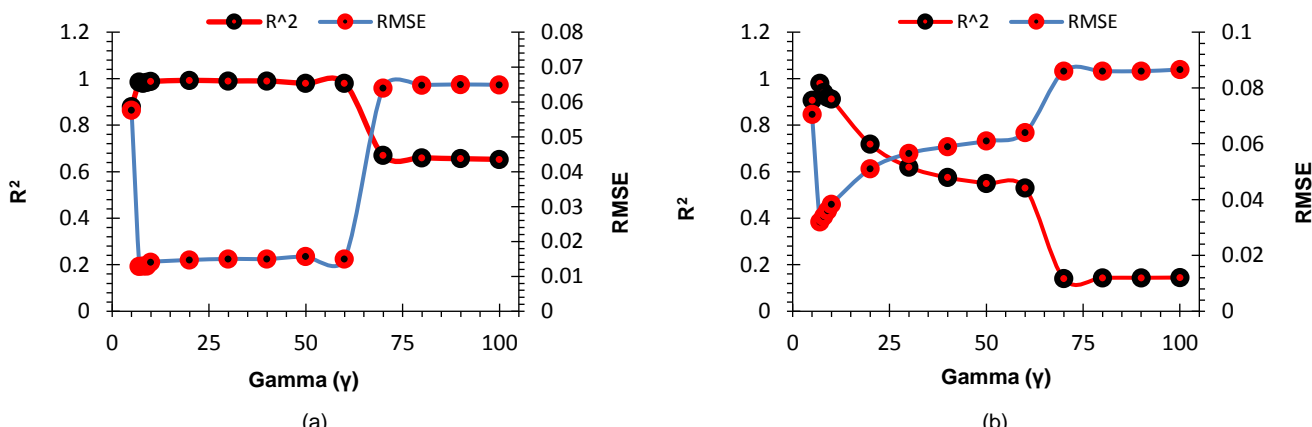 R^2 RMSE
1.2 0.08
1 0.07
0.8 0.06
0.6 0.05
0.4 0.04
0.2 0.03
0 0.02
0.01
0
R²
RMSE
0 25 50 75 100
Gamma (γ)
(a)
R^2 RMSE
1.2 0.1
1 0.08
0.8 0.06
0.6 0.04
0.4 0.02
0.2 0
0
R²
RMSE
0 25 50 75 100
Gamma (γ)
(b)